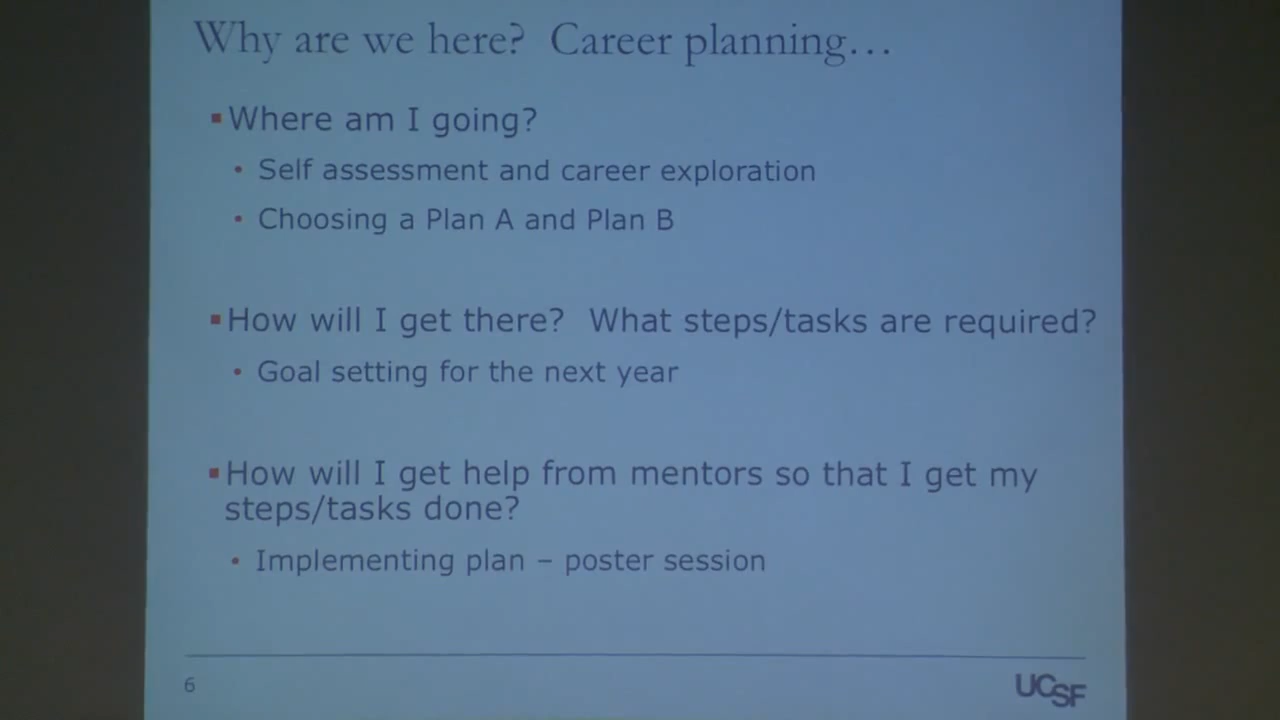 Why are we here? Career planning...
▪ Where am I going?
• Self assessment and career exploration
• Choosing a Plan A and Plan B
▪ How will I get there? What steps/tasks are required?
• Goal setting for the next year
▪ How will I get help from mentors so that I get my
steps/tasks done?
• Implementing plan – poster session
6
UCSF